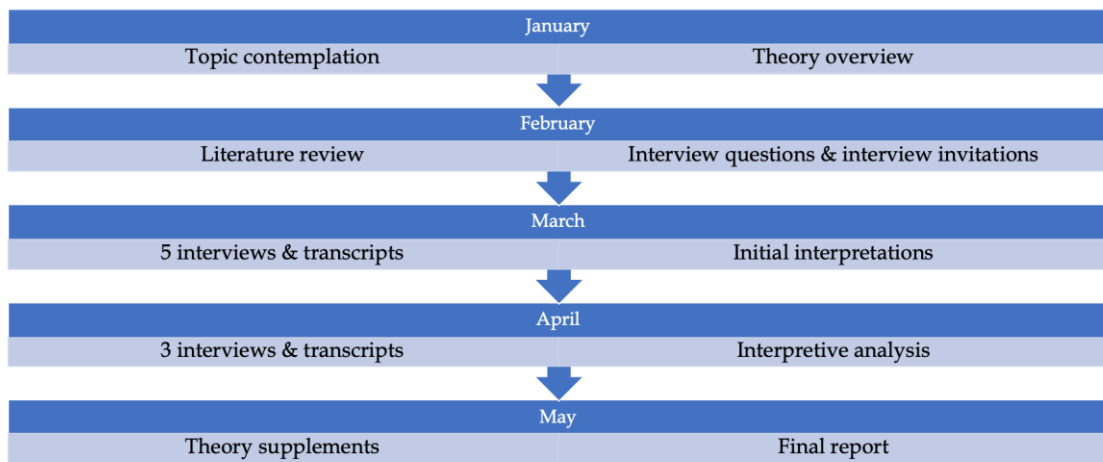 January
Topic contemplation
Theory overview
February
Literature review
Interview questions & interview invitations
March
5 interviews & transcripts
Initial interpretations
April
3 interviews & transcripts
Interpretive analysis
May
Theory supplements
Final report